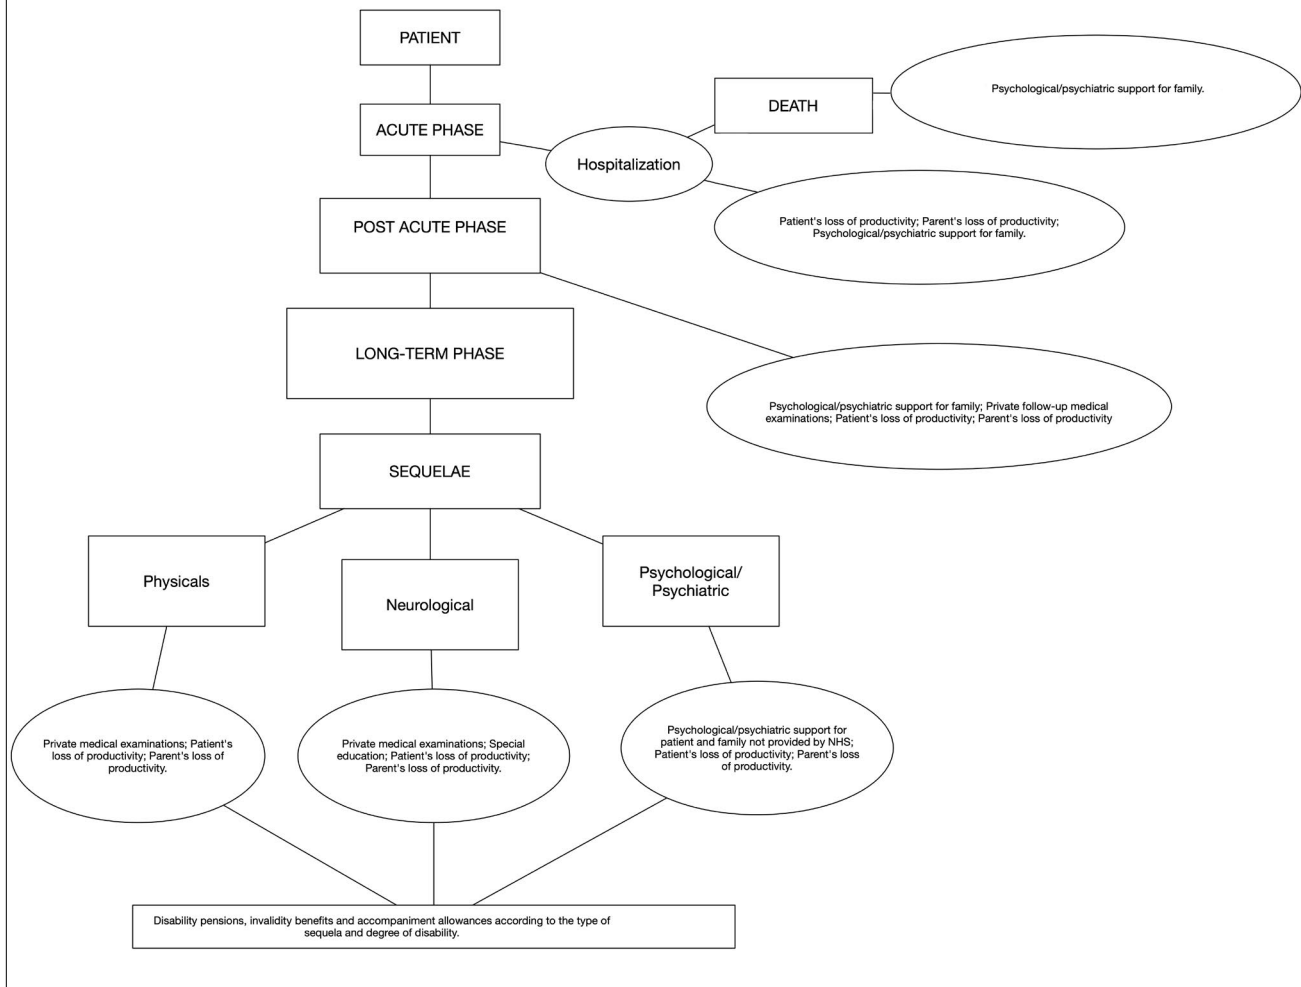 PATIENT
ACUTE PHASE
Hospitalization
DEATH
Psychological/psychiatric support for family.
Patient's loss of productivity; Parent's loss of productivity;
Psychological/psychiatric support for family.
POST ACUTE PHASE
LONG-TERM PHASE
Psychological/psychiatric support for family; Private follow-up medical
examinations; Patient's loss of productivity; Parent's loss of productivity
SEQUELAE
Physicals
Neurological
Psychological/
Psychiatric
Private medical examinations; Patient's
loss of productivity; Parent's loss of
productivity.
Private medical examinations; Special
education; Patient's loss of productivity;
Parent's loss of productivity.
Psychological/psychiatric support for
patient and family not provided by NHS;
Patient's loss of productivity; Parent's loss
of productivity.
Disability pensions, invalidity benefits and accompaniment allowances according to the type of
sequela and degree of disability.